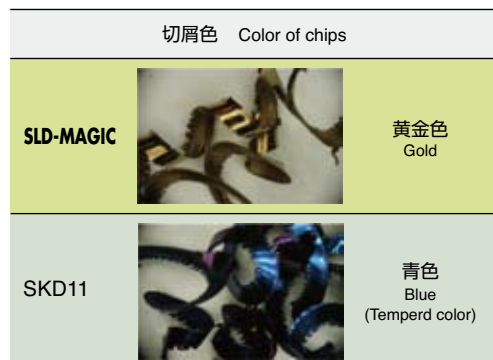 切屑色 Color of chips
SLD-MAGIC
黄金色
Gold
SKD11
青色
Blue
(Temperd color)